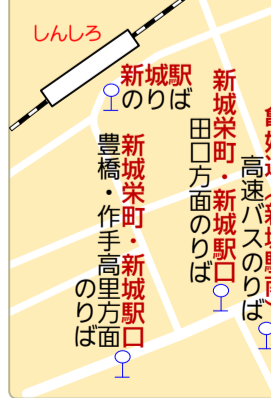 しんしろ
新城駅
のりば
新城栄町・新城駅口
田口方面のりば
新城栄町・新城駅口
豊橋・作手高里方面
のりば
高速バスのりば